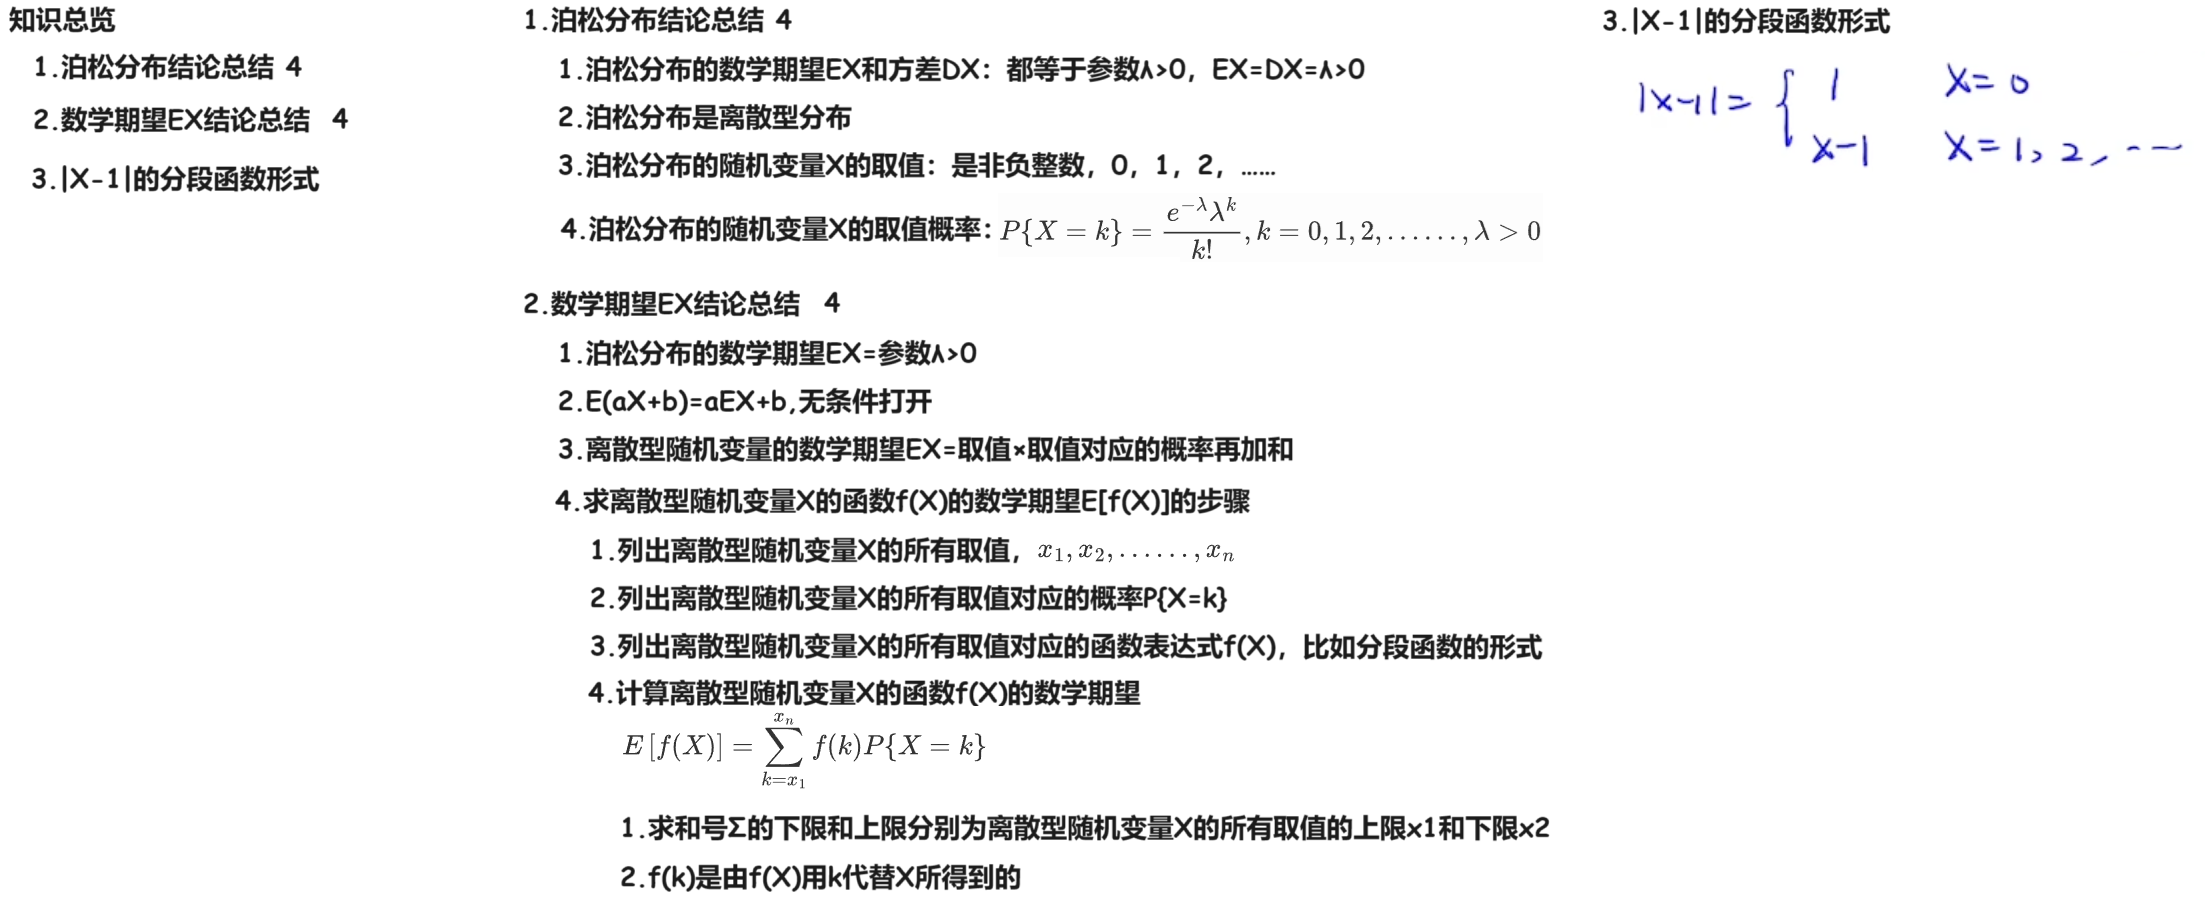 知识总览
1.泊松分布结论总结 4
2.数学期望EX结论总结 4
3.|X-1|的分段函数形式
1.泊松分布结论总结 4
1.泊松分布的数学期望EX和方差DX：都等于参数λ>0，EX=DX=λ>0
2.泊松分布是离散型分布
3.泊松分布的随机变量X的取值：是非负整数，0，1，2，……
4.泊松分布的随机变量X的取值概率：$P\{X=k\}=\frac{e^{-\lambda}\lambda^k}{k!},k=0,1,2,......,\lambda>0$
2.数学期望EX结论总结 4
1.泊松分布的数学期望EX=参数λ>0
2.E(aX+b)=aEX+b,无条件打开
3.离散型随机变量的数学期望EX=取值×取值对应的概率再加和
4.求离散型随机变量X的函数f(X)的数学期望E[f(X)]的步骤
1.列出离散型随机变量X的所有取值，$x_1,x_2,......,x_n$
2.列出离散型随机变量X的所有取值对应的概率P{X=k}
3.列出离散型随机变量X的所有取值对应的函数表达式f(X)，比如分段函数的形式
4.计算离散型随机变量X的函数f(X)的数学期望
$E[f(X)]=\sum_{k=x_1}^{x_n}f(k)P\{X=k\}$
1.求和号Σ的下限和上限分别为离散型随机变量X的所有取值的上限x1和下限x2
2.f(k)是由f(X)用k代替X所得到的
3.|X-1|的分段函数形式
$|X-1|=\begin{cases}1 & X=0\\ X-1 & X=1,2,\cdots\end{cases}$